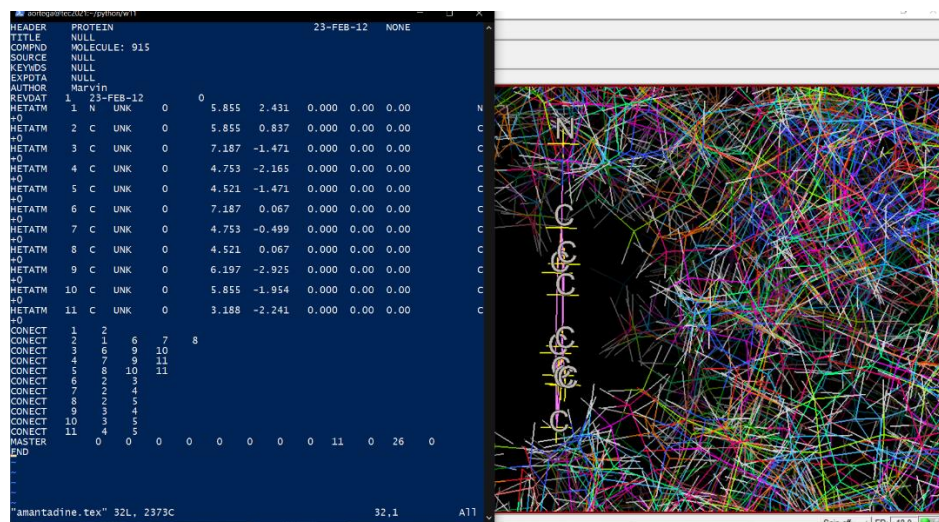 aortega@tec2021:~/python/w11
HEADER    PROTEIN                                 23-FEB-12   NONE
TITLE     NULL
COMPND    MOLECULE: 915
SOURCE    NULL
KEYWDS    NULL
EXPDTA    NULL
AUTHOR    Marvin
REVDAT   1   23-FEB-12         0
HETATM    1  N   UNK     0       5.855   2.431   0.000  0.00  0.00           N
+0
HETATM    2  C   UNK     0       5.855   0.837   0.000  0.00  0.00           C
+0
HETATM    3  C   UNK     0       7.187  -1.471   0.000  0.00  0.00           C
+0
HETATM    4  C   UNK     0       4.753  -2.165   0.000  0.00  0.00           C
+0
HETATM    5  C   UNK     0       4.521  -1.471   0.000  0.00  0.00           C
+0
HETATM    6  C   UNK     0       7.187   0.067   0.000  0.00  0.00           C
+0
HETATM    7  C   UNK     0       4.753  -0.499   0.000  0.00  0.00           C
+0
HETATM    8  C   UNK     0       4.521   0.067   0.000  0.00  0.00           C
+0
HETATM    9  C   UNK     0       6.197  -2.925   0.000  0.00  0.00           C
+0
HETATM   10  C   UNK     0       5.855  -1.954   0.000  0.00  0.00           C
+0
HETATM   11  C   UNK     0       3.188  -2.241   0.000  0.00  0.00           C
+0
CONECT    1    2
CONECT    2    1    6    7    8
CONECT    3    6    9   10
CONECT    4    7    9   11
CONECT    5    8   10   11
CONECT    6    2    3
CONECT    7    2    4
CONECT    8    2    5
CONECT    9    3    4
CONECT   10    3    5
CONECT   11    4    5
MASTER        0    0    0    0    0    0    0    0   11    0   26    0
END
~
~
~
~
"amantadine.tex" 32L, 2373C                                   32,1          All
N
C
C
C
C
C
C
C